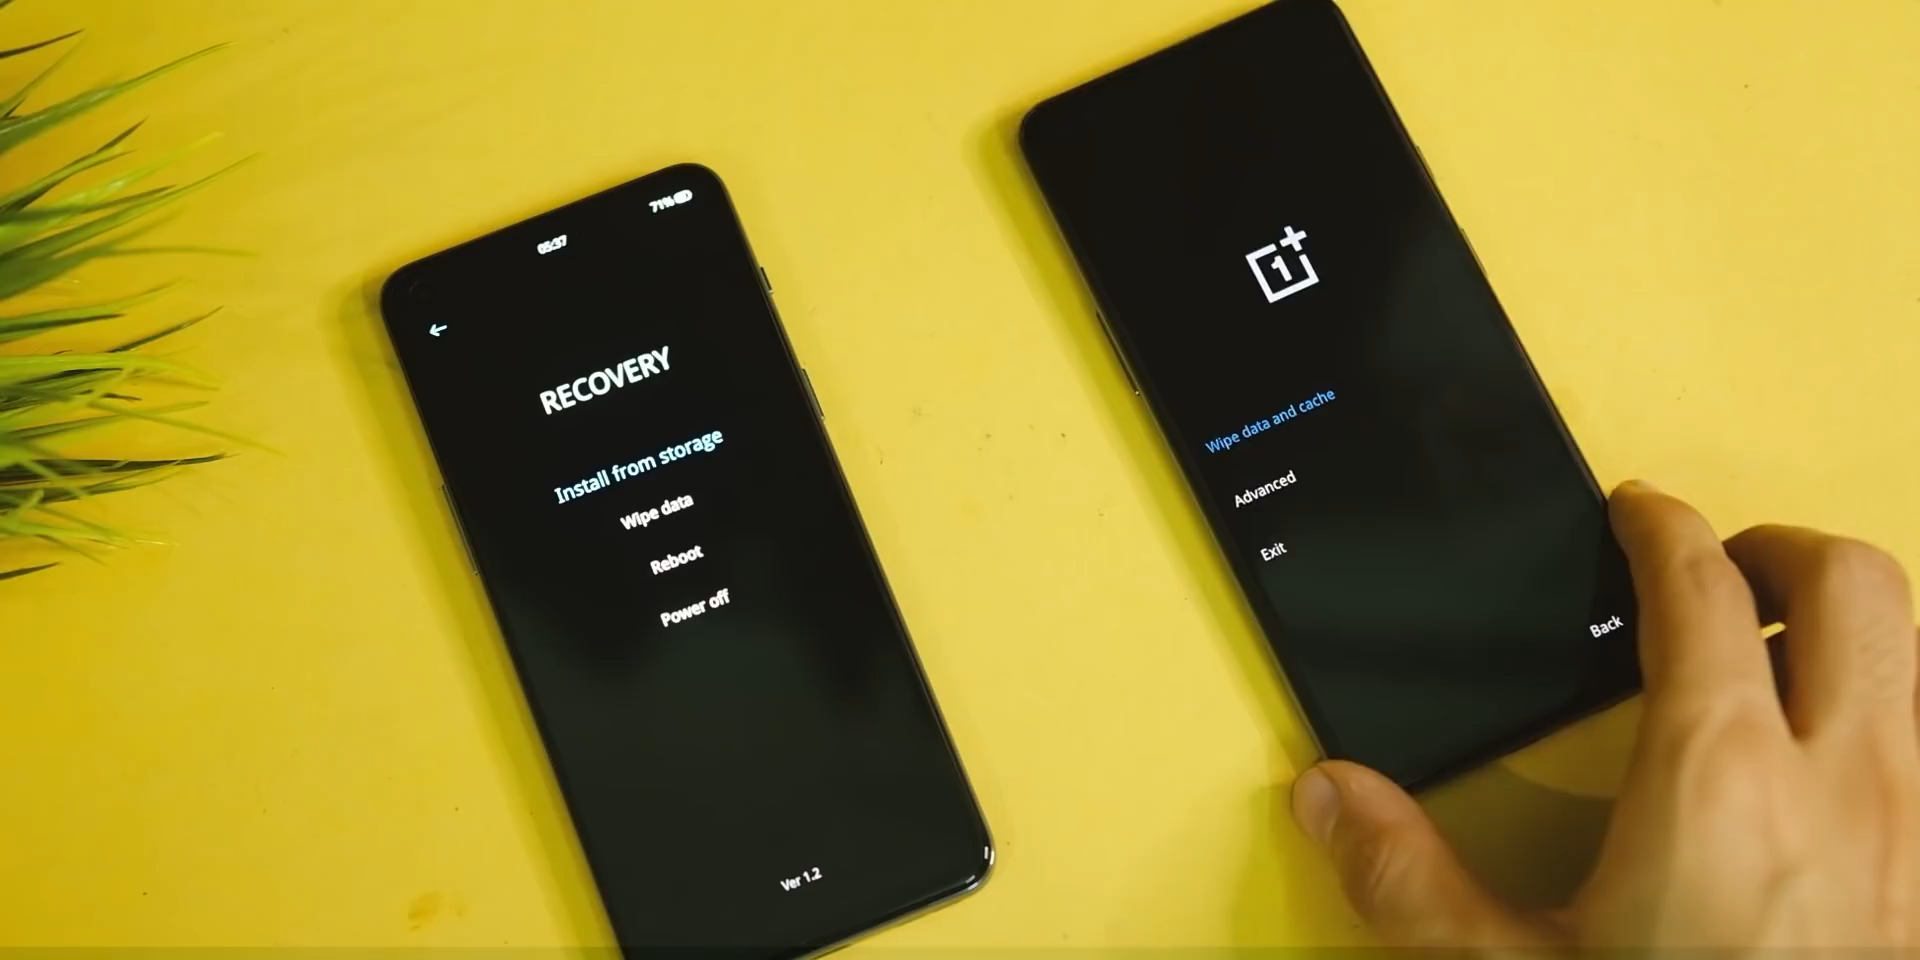 71%
05:37
RECOVERY
Install from storage
Wipe data
Reboot
Power off
Ver 1.2
1+
Wipe data and cache
Advanced
Exit
Back